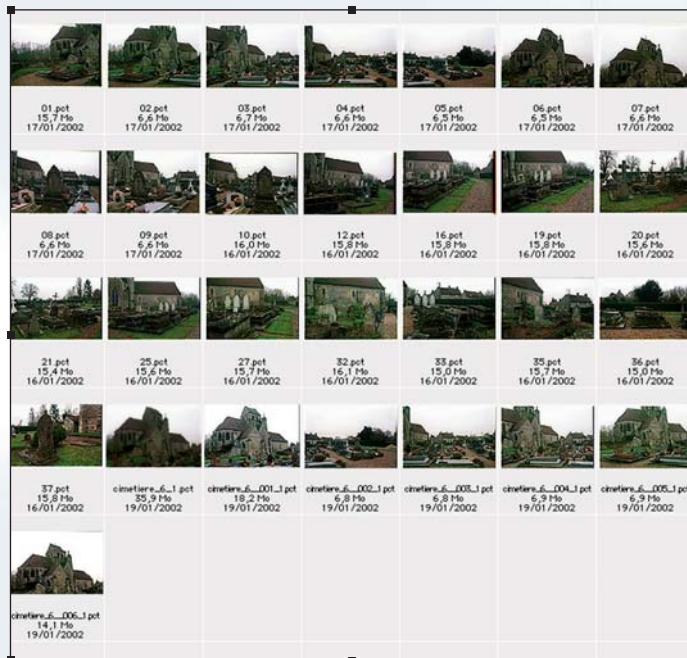 01.pct 02.pct 03.pct 04.pct 05.pct 06.pct 07.pct
15,7 Mo 6,6 Mo 6,7 Mo 6,6 Mo 6,5 Mo 6,5 Mo 6,6 Mo
17/01/2002 17/01/2002 17/01/2002 17/01/2002 17/01/2002 17/01/2002 17/01/2002
08.pct 09.pct 10.pct 12.pct 16.pct 19.pct 20.pct
6,6 Mo 6,6 Mo 16,0 Mo 15,8 Mo 15,8 Mo 15,8 Mo 15,6 Mo
17/01/2002 17/01/2002 16/01/2002 16/01/2002 16/01/2002 16/01/2002 16/01/2002
21.pct 25.pct 27.pct 32.pct 33.pct 35.pct 36.pct
15,4 Mo 15,6 Mo 15,7 Mo 16,1 Mo 15,0 Mo 15,7 Mo 15,0 Mo
16/01/2002 16/01/2002 16/01/2002 16/01/2002 16/01/2002 16/01/2002 16/01/2002
37.pct cimetiere_6_1.pct cimetiere_6__001_1.pct cimetiere_6__002_1.pct cimetiere_6__003_1.pct cimetiere_6__004_1.pct cimetiere_6__005_1.pct
15,8 Mo 35,9 Mo 18,2 Mo 6,8 Mo 6,8 Mo 6,9 Mo 6,9 Mo
16/01/2002 19/01/2002 19/01/2002 19/01/2002 19/01/2002 19/01/2002 19/01/2002
cimetiere_6__006_1.pct
14,1 Mo
19/01/2002